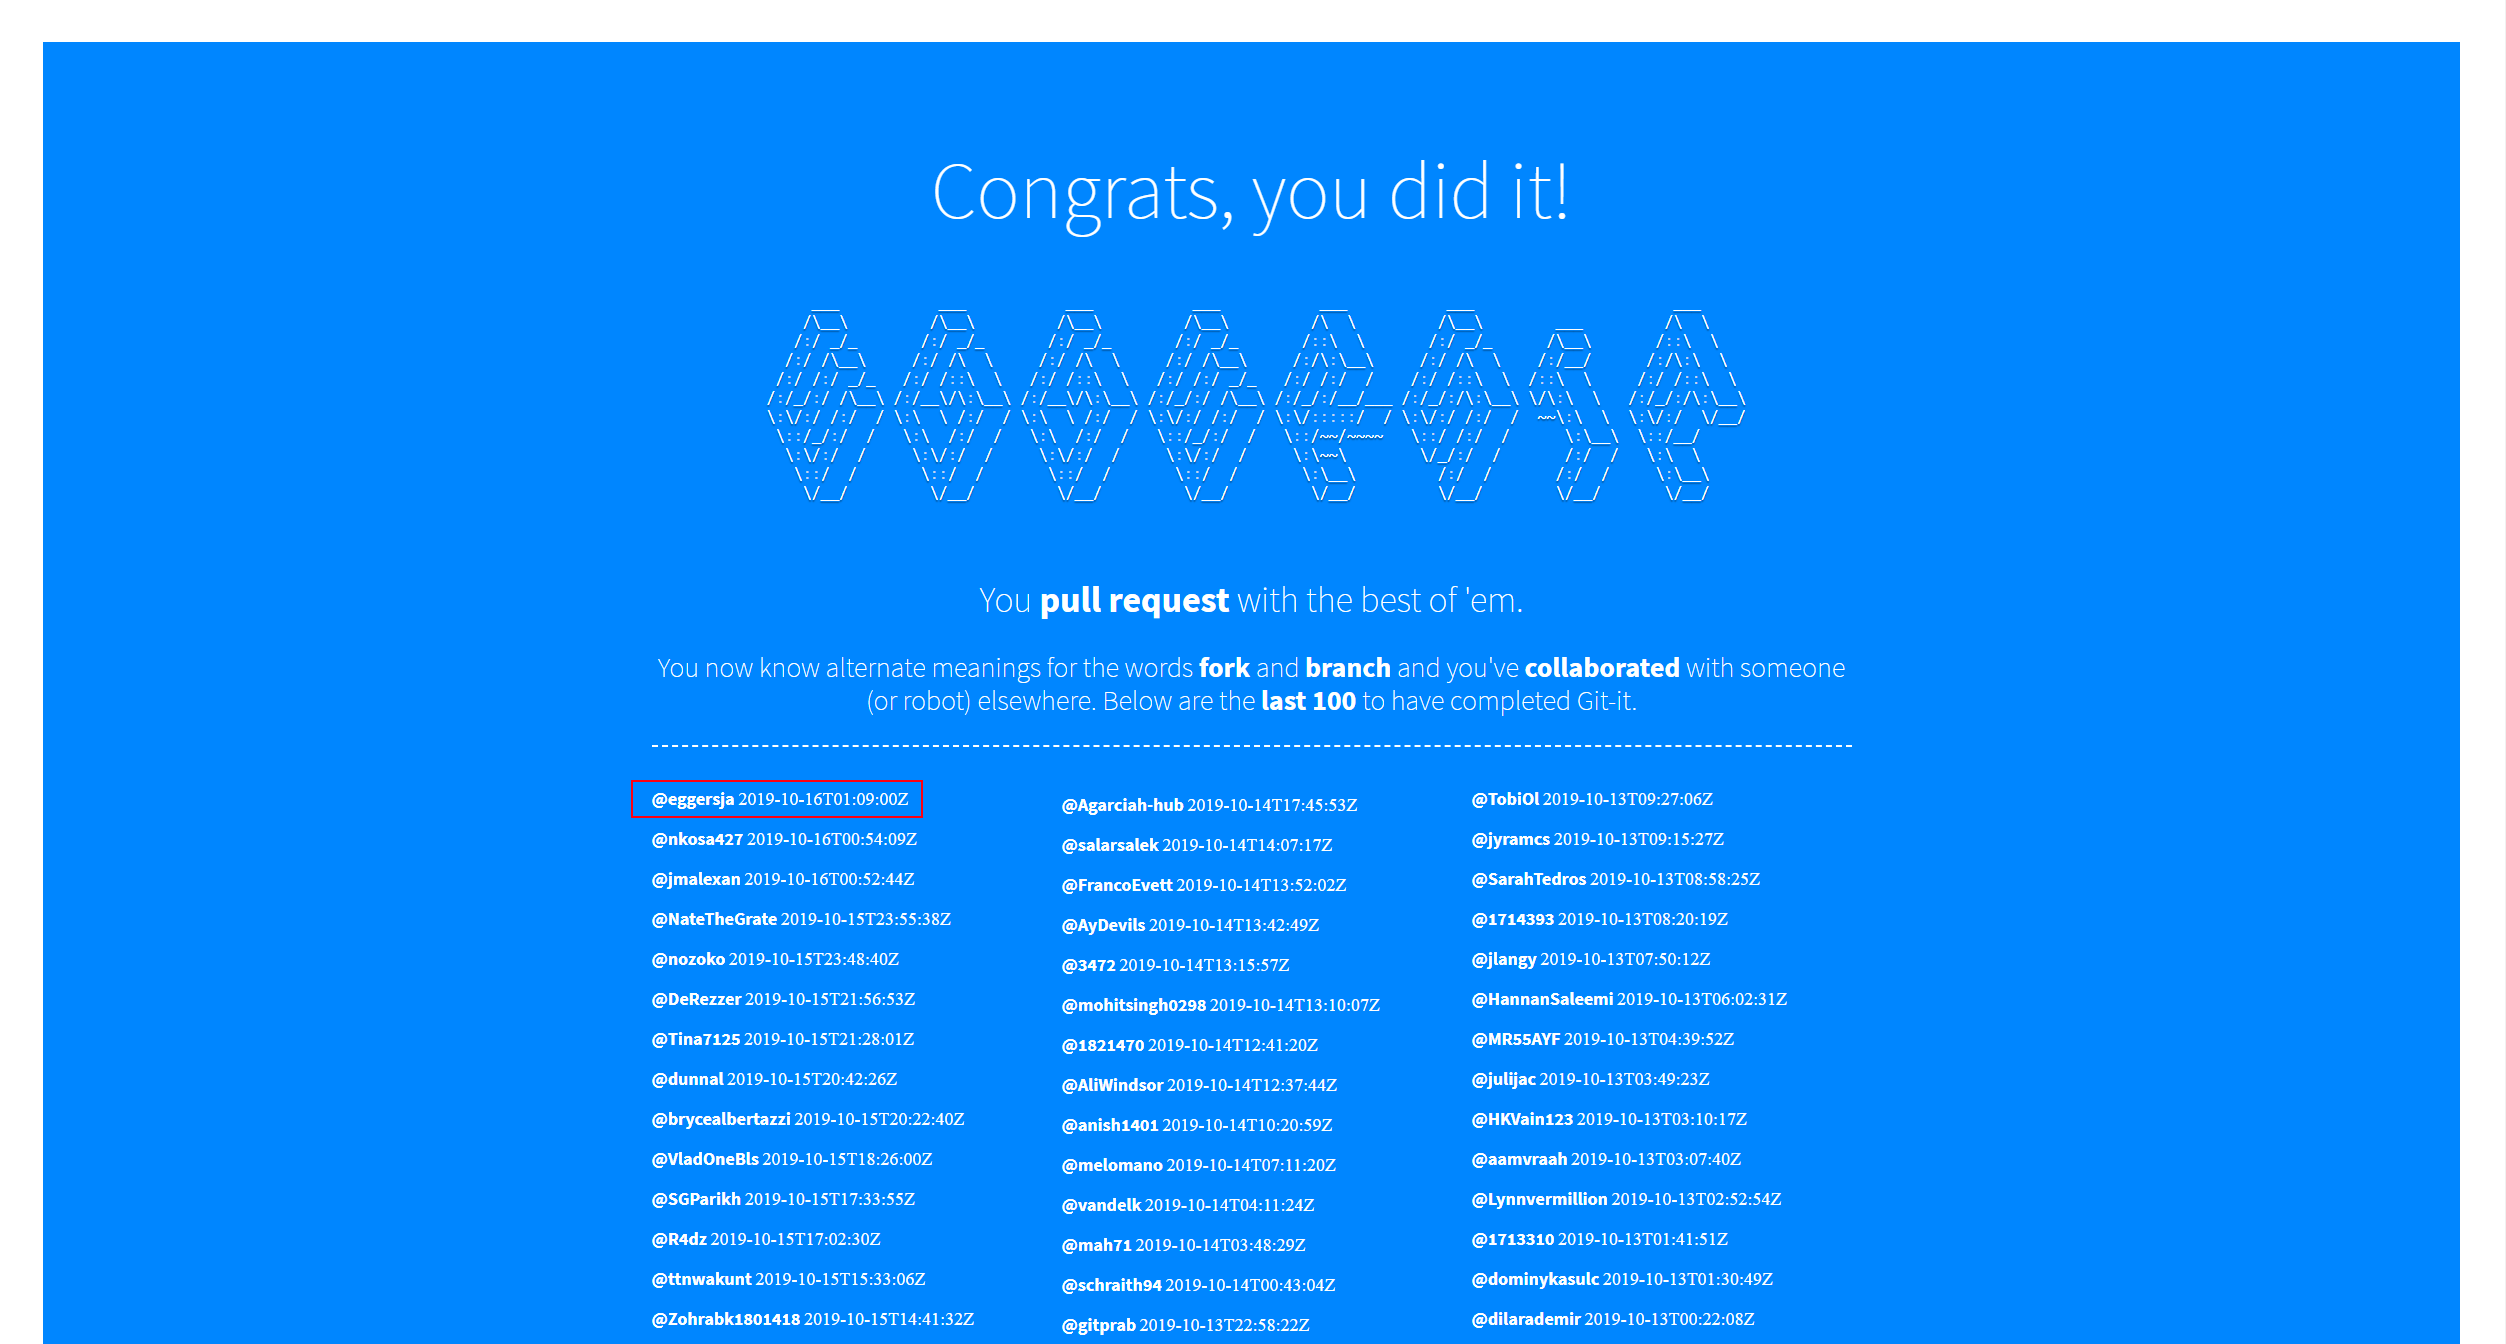 Congrats, you did it!
You pull request with the best of 'em.
You now know alternate meanings for the words fork and branch and you've collaborated with someone
(or robot) elsewhere. Below are the last 100 to have completed Git-it.
@eggersja 2019-10-16T01:09:00Z
@nkosa427 2019-10-16T00:54:09Z
@jmalexan 2019-10-16T00:52:44Z
@NateTheGrate 2019-10-15T23:55:38Z
@nozoko 2019-10-15T23:48:40Z
@DeRezzer 2019-10-15T21:56:53Z
@Tina7125 2019-10-15T21:28:01Z
@dunnal 2019-10-15T20:42:26Z
@brycealbertazzi 2019-10-15T20:22:40Z
@VladOneBls 2019-10-15T18:26:00Z
@SGParikh 2019-10-15T17:33:55Z
@R4dz 2019-10-15T17:02:30Z
@ttnwakunt 2019-10-15T15:33:06Z
@Zohrabk1801418 2019-10-15T14:41:32Z
@Agarciah-hub 2019-10-14T17:45:53Z
@salarsalek 2019-10-14T14:07:17Z
@FrancoEvett 2019-10-14T13:52:02Z
@AyDevils 2019-10-14T13:42:49Z
@3472 2019-10-14T13:15:57Z
@mohitsingh0298 2019-10-14T13:10:07Z
@1821470 2019-10-14T12:41:20Z
@AliWindsor 2019-10-14T12:37:44Z
@anish1401 2019-10-14T10:20:59Z
@melomano 2019-10-14T07:11:20Z
@vandelk 2019-10-14T04:11:24Z
@mah71 2019-10-14T03:48:29Z
@schraith94 2019-10-14T00:43:04Z
@gitprab 2019-10-13T22:58:22Z
@TobiOl 2019-10-13T09:27:06Z
@jyramcs 2019-10-13T09:15:27Z
@SarahTedros 2019-10-13T08:58:25Z
@1714393 2019-10-13T08:20:19Z
@jlangy 2019-10-13T07:50:12Z
@HannanSaleemi 2019-10-13T06:02:31Z
@MR55AYF 2019-10-13T04:39:52Z
@julijac 2019-10-13T03:49:23Z
@HKVain123 2019-10-13T03:10:17Z
@aamvraah 2019-10-13T03:07:40Z
@Lynnvermillion 2019-10-13T02:52:54Z
@1713310 2019-10-13T01:41:51Z
@dominykasulc 2019-10-13T01:30:49Z
@dilarademir 2019-10-13T00:22:08Z